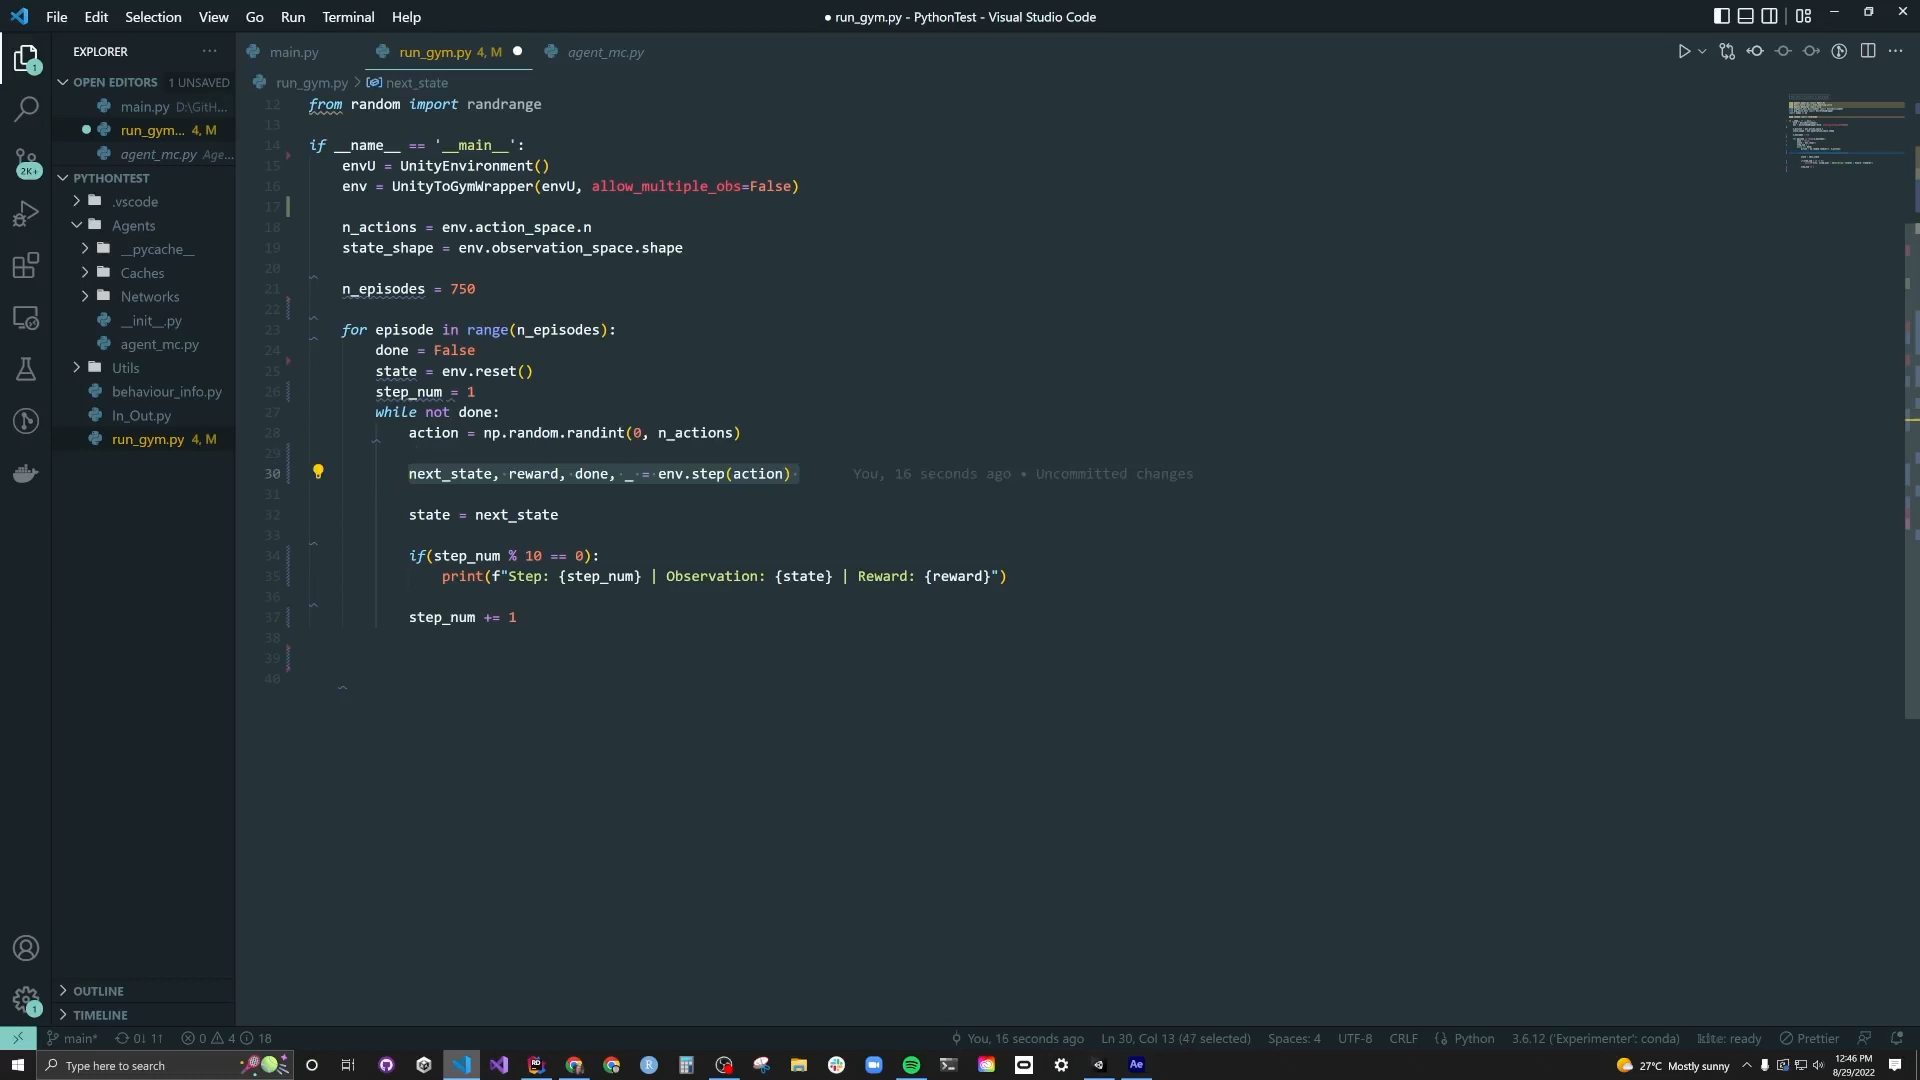 File Edit Selection View Go Run Terminal Help
● run_gym.py - PythonTest - Visual Studio Code
EXPLORER
OPEN EDITORS 1 UNSAVED
main.py D:\GitH...
run_gym... 4, M
agent_mc.py Age...
PYTHONTEST
.vscode
Agents
__pycache__
Caches
Networks
__init__.py
agent_mc.py
Utils
behaviour_info.py
In_Out.py
run_gym.py 4, M
OUTLINE
TIMELINE
1
2K+
1
main.py run_gym.py 4, M agent_mc.py
run_gym.py > next_state
12 from random import randrange
13
14 if __name__ == '__main__':
15 envU = UnityEnvironment()
16 env = UnityToGymWrapper(envU, allow_multiple_obs=False)
17
18 n_actions = env.action_space.n
19 state_shape = env.observation_space.shape
20
21 n_episodes = 750
22
23 for episode in range(n_episodes):
24 done = False
25 state = env.reset()
26 step_num = 1
27 while not done:
28 action = np.random.randint(0, n_actions)
29
30 next_state, reward, done, _ = env.step(action) You, 16 seconds ago • Uncommitted changes
31
32 state = next_state
33
34 if(step_num % 10 == 0):
35 print(f"Step: {step_num} | Observation: {state} | Reward: {reward}")
36
37 step_num += 1
38
39
40
main* 0↓ 11 0 4 18 You, 16 seconds ago Ln 30, Col 13 (47 selected) Spaces: 4 UTF-8 CRLF Python 3.6.12 ('Experimenter': conda) kite: ready Prettier
Type here to search
27°C Mostly sunny
12:46 PM
8/29/2022